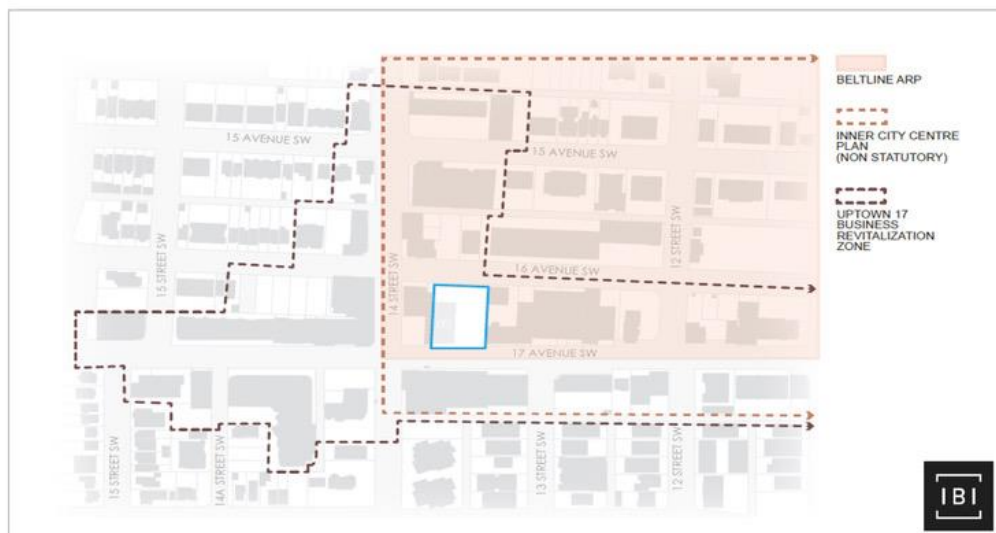 BELTLINE ARP
INNER CITY CENTRE
PLAN
(NON STATUTORY)
UPTOWN 17
BUSINESS
REVITALIZATION
ZONE
15 AVENUE SW
15 AVENUE SW
15 STREET SW
14 STREET SW
12 STREET SW
16 AVENUE SW
17 AVENUE SW
15 STREET SW
14A STREET SW
13 STREET SW
12 STREET SW
IBI